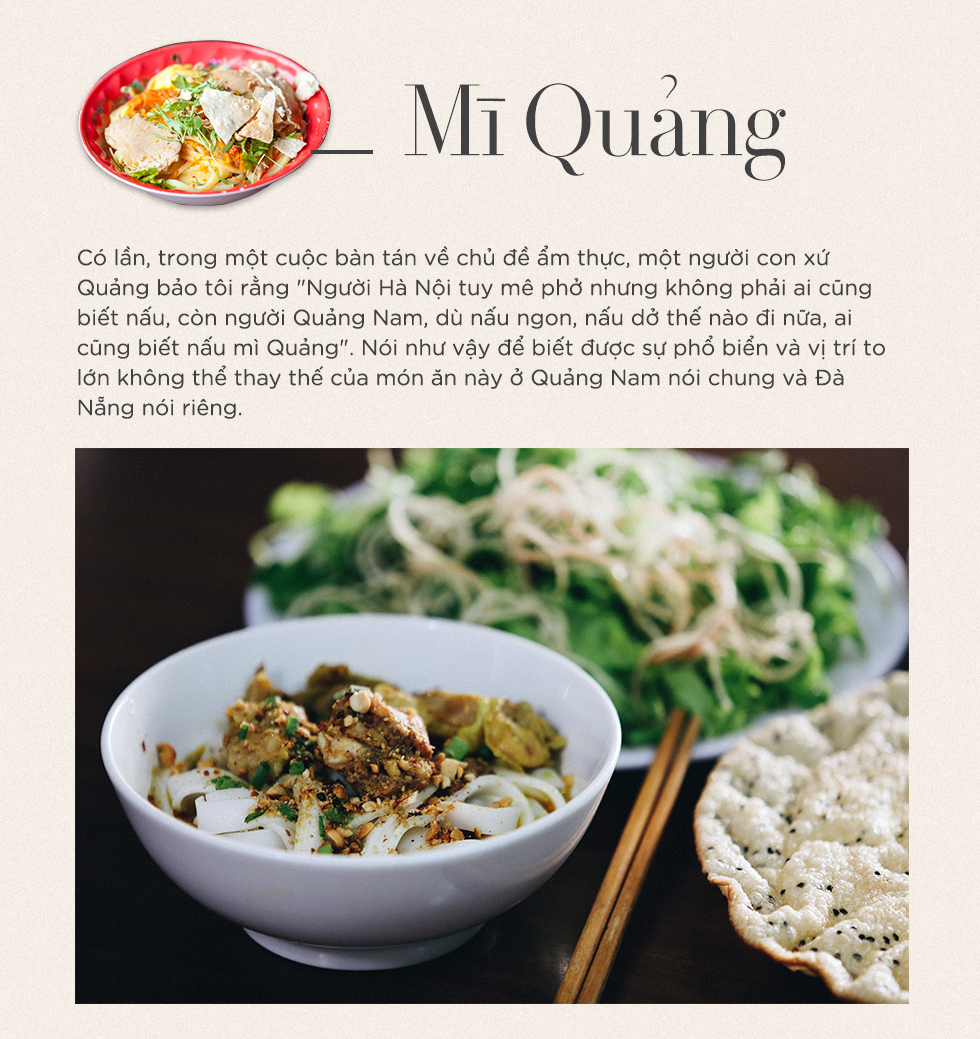 Mī Quảng
Có lần, trong một cuộc bàn tán về chủ đề ẩm thực, một người con xứ
Quảng bảo tôi rằng "Người Hà Nội tuy mê phở nhưng không phải ai cũng
biết nấu, còn người Quảng Nam, dù nấu ngon, nấu dở thế nào đi nữa, ai
cũng biết nấu mì Quảng". Nói như vậy để biết được sự phổ biển và vị trí to
lớn không thể thay thế của món ăn này ở Quảng Nam nói chung và Đà
Nẵng nói riêng.